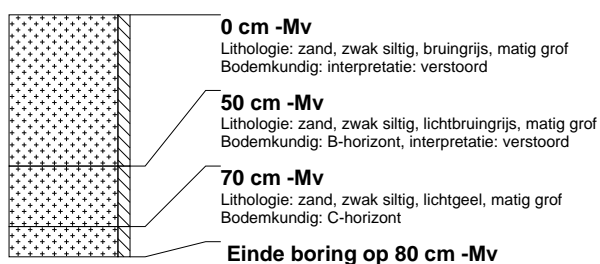 0 cm -Mv
Lithologie: zand, zwak siltig, bruingrijs, matig grof
Bodemkundig: interpretatie: verstoord
50 cm -Mv
Lithologie: zand, zwak siltig, lichtbruingrijs, matig grof
Bodemkundig: B-horizont, interpretatie: verstoord
70 cm -Mv
Lithologie: zand, zwak siltig, lichtgeel, matig grof
Bodemkundig: C-horizont
Einde boring op 80 cm -Mv